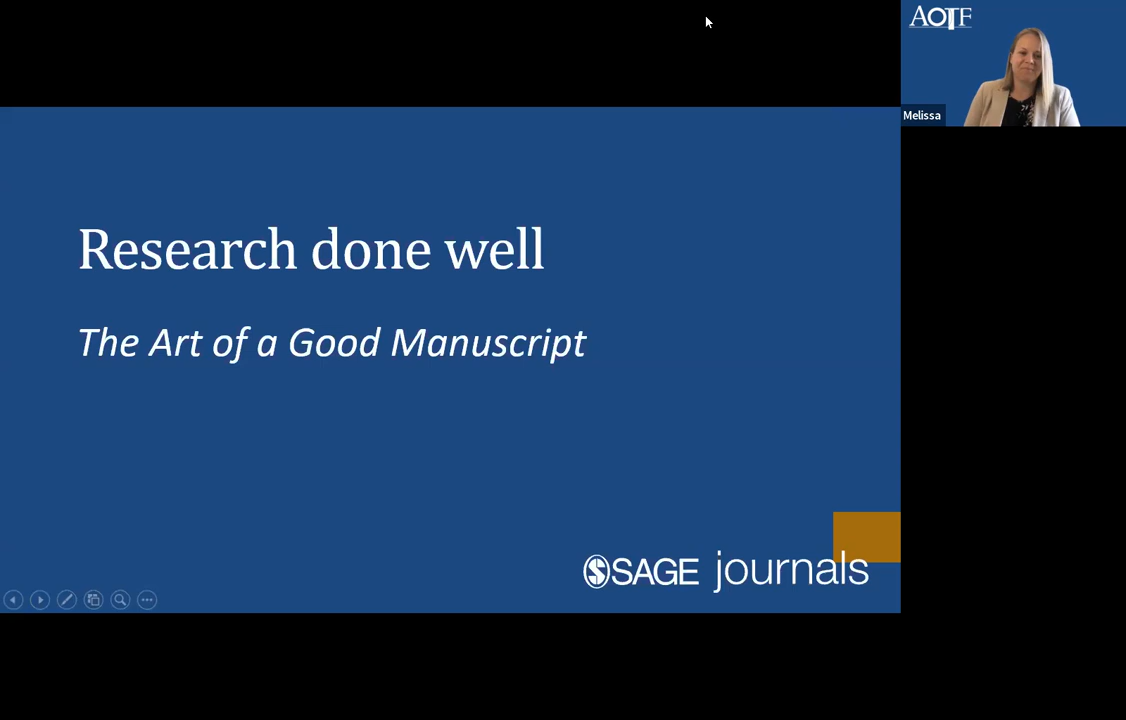 AOTF
Melissa
Research done well
The Art of a Good Manuscript
SAGE journals